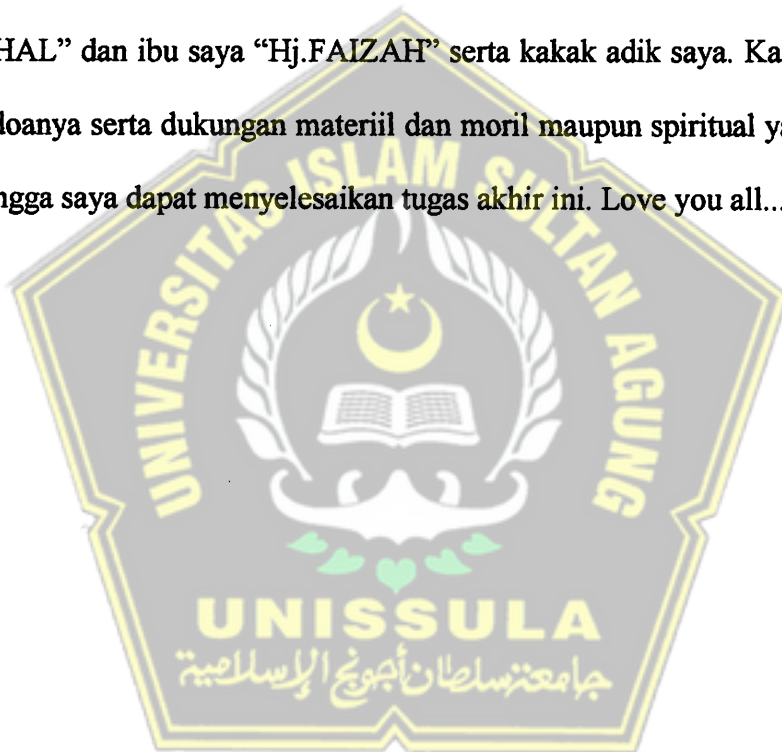 HAL” dan ibu saya “Hj.FAIZAH” serta kakak adik saya. Ka
doanya serta dukungan materiil dan moril maupun spiritual ya
ngga saya dapat menyelesaikan tugas akhir ini. Love you all...
UNIVERSITAS ISLAM SULTAN AGUNG
UNISSULA
جامعة سلطان أجونج الإسلامية